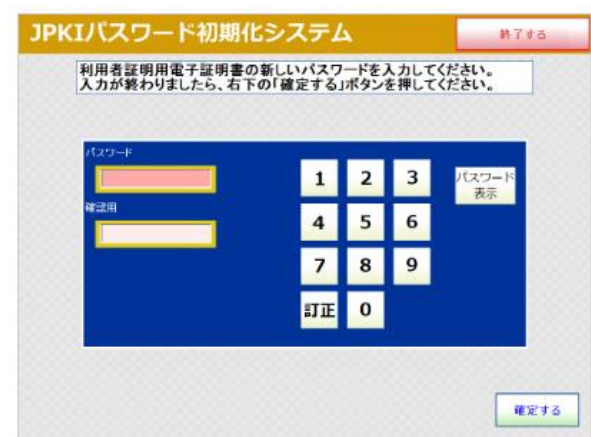 JPKIパスワード初期化システム
終了する
利用者証明用電子証明書の新しいパスワードを入力してください。
入力が終わりましたら、右下の「確定する」ボタンを押してください。
パスワード
確認用
1 2 3
4 5 6
7 8 9
訂正 0
パスワード
表示
確定する